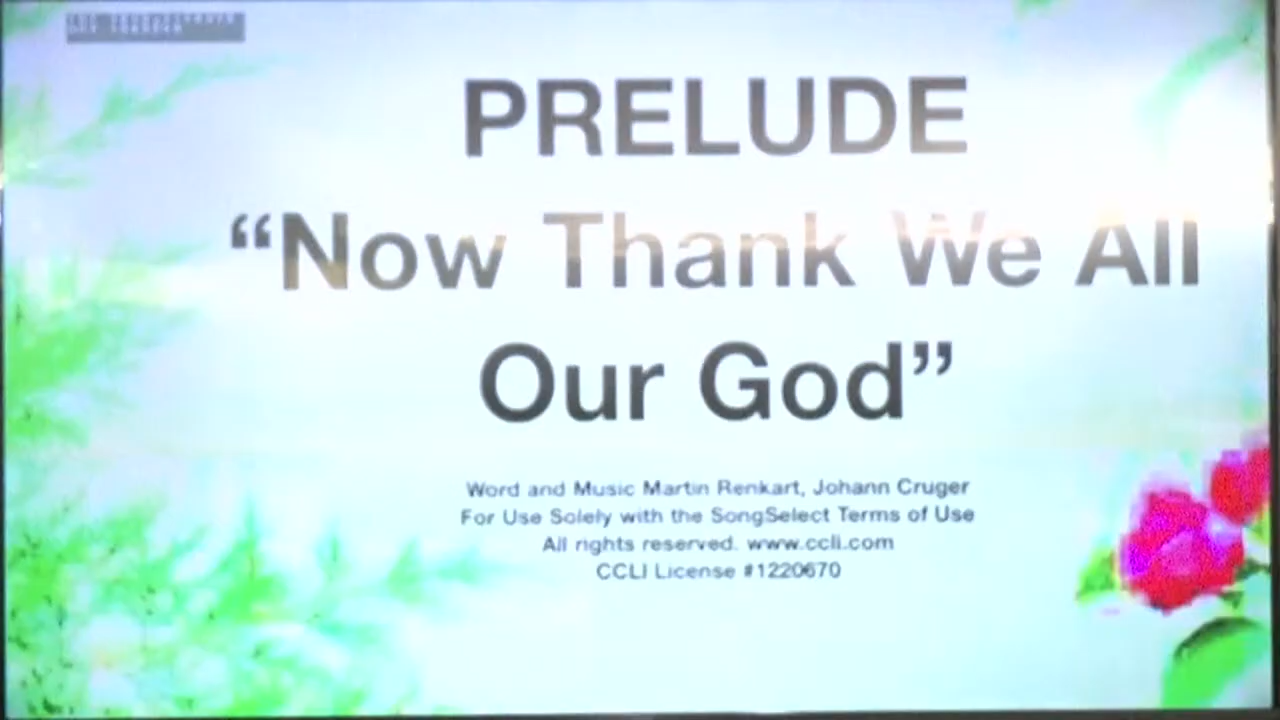 PRELUDE
“Now Thank We All
Our God”
Word and Music Martin Renkart, Johann Cruger
For Use Solely with the SongSelect Terms of Use
All rights reserved. www.ccli.com
CCLI License #1220670